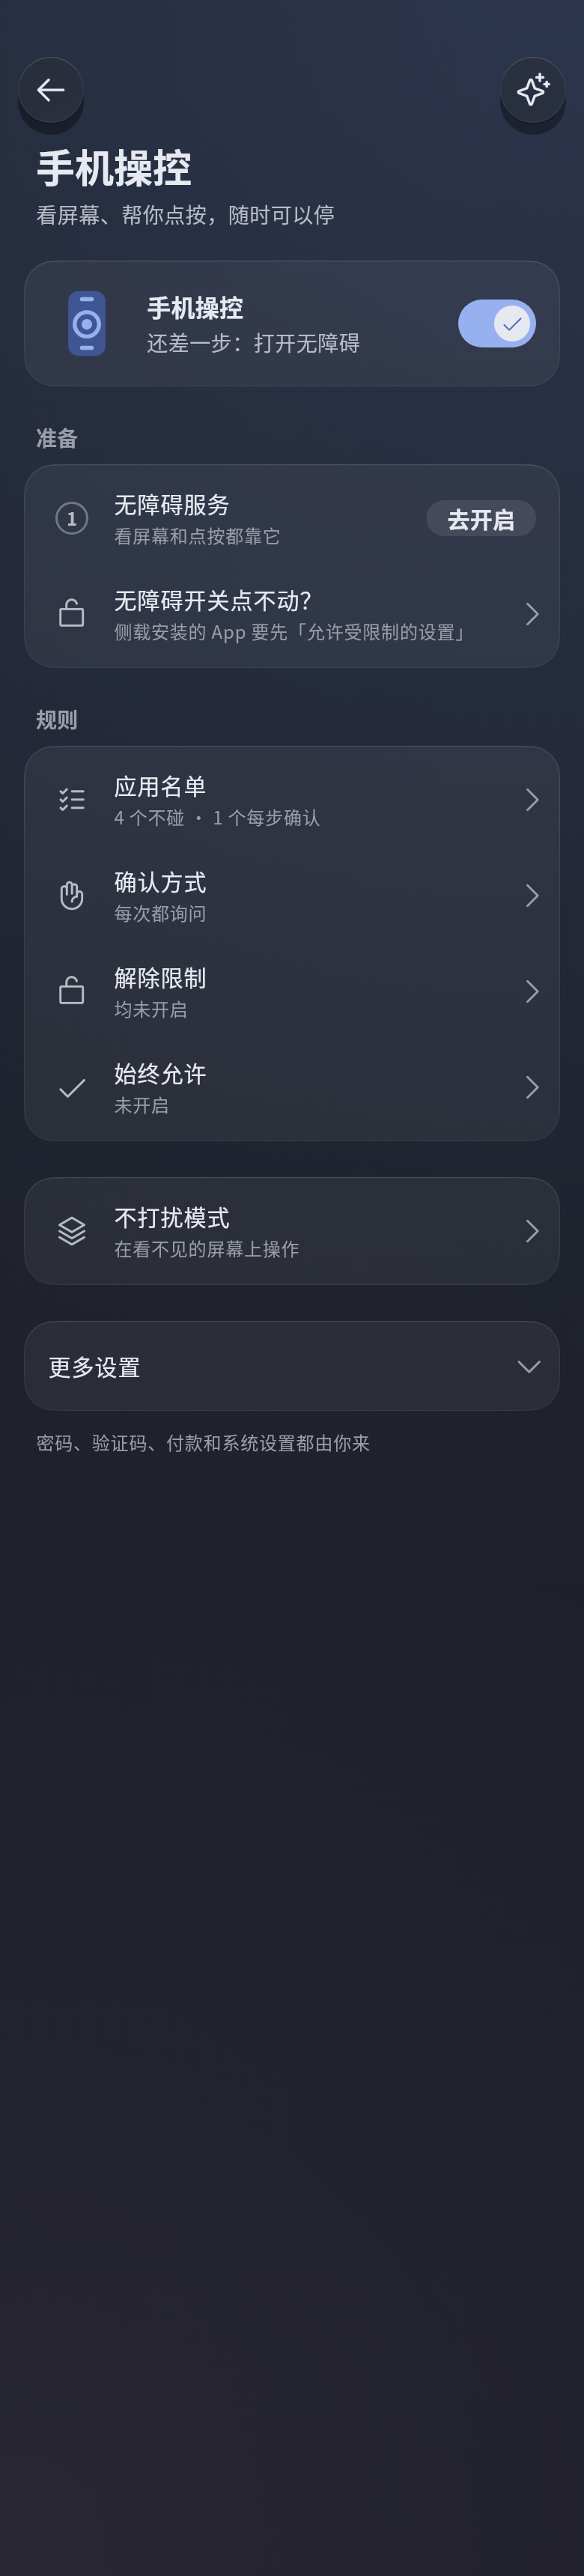 手机操控
看屏幕、帮你点按，随时可以停
手机操控
还差一步：打开无障碍
准备
1
无障碍服务
看屏幕和点按都靠它
去开启
无障碍开关点不动？
侧载安装的 App 要先「允许受限制的设置」
规则
应用名单
4 个不碰 · 1 个每步确认
确认方式
每次都询问
解除限制
均未开启
始终允许
未开启
不打扰模式
在看不见的屏幕上操作
更多设置
密码、验证码、付款和系统设置都由你来